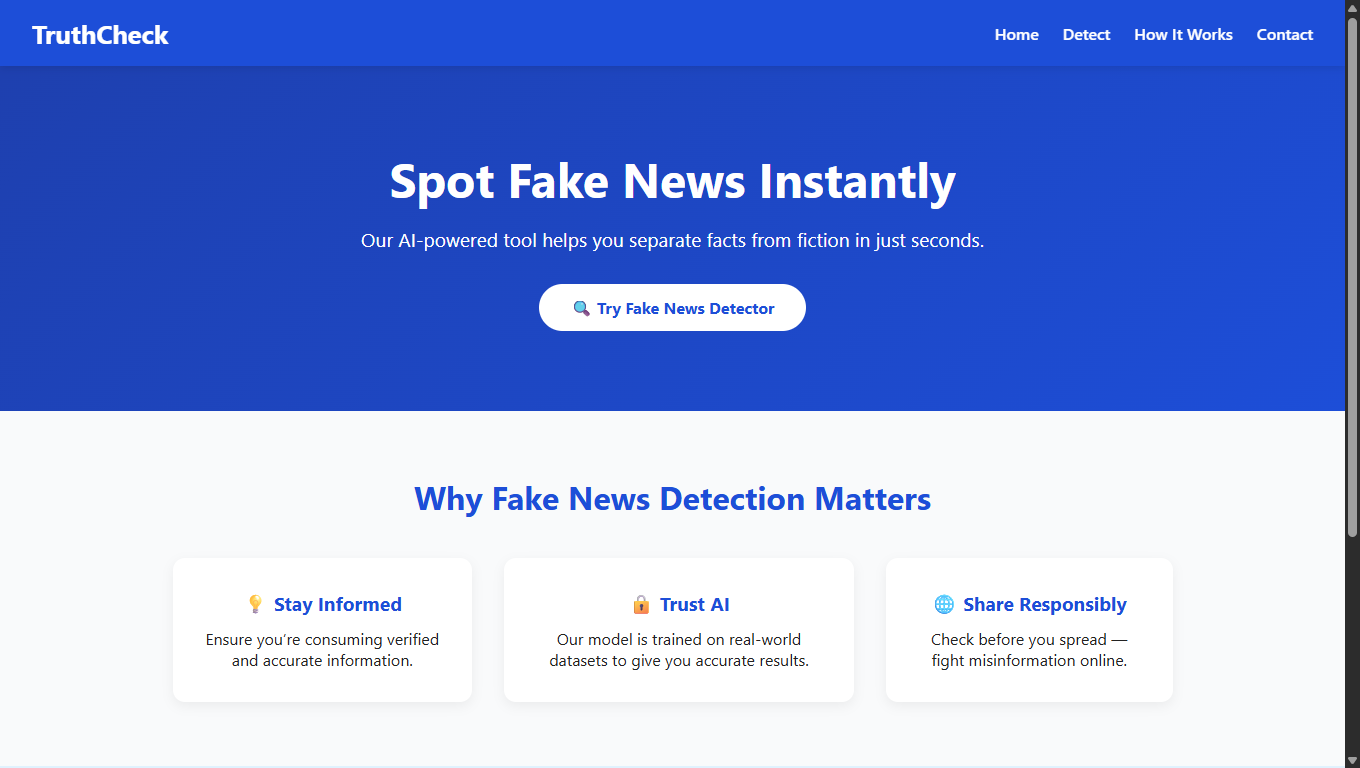 TruthCheck
Home
Detect
How It Works
Contact
Spot Fake News Instantly
Our AI-powered tool helps you separate facts from fiction in just seconds.
🔍 Try Fake News Detector
Why Fake News Detection Matters
💡 Stay Informed
Ensure you’re consuming verified
and accurate information.
🔒 Trust AI
Our model is trained on real-world
datasets to give you accurate results.
🌐 Share Responsibly
Check before you spread —
fight misinformation online.